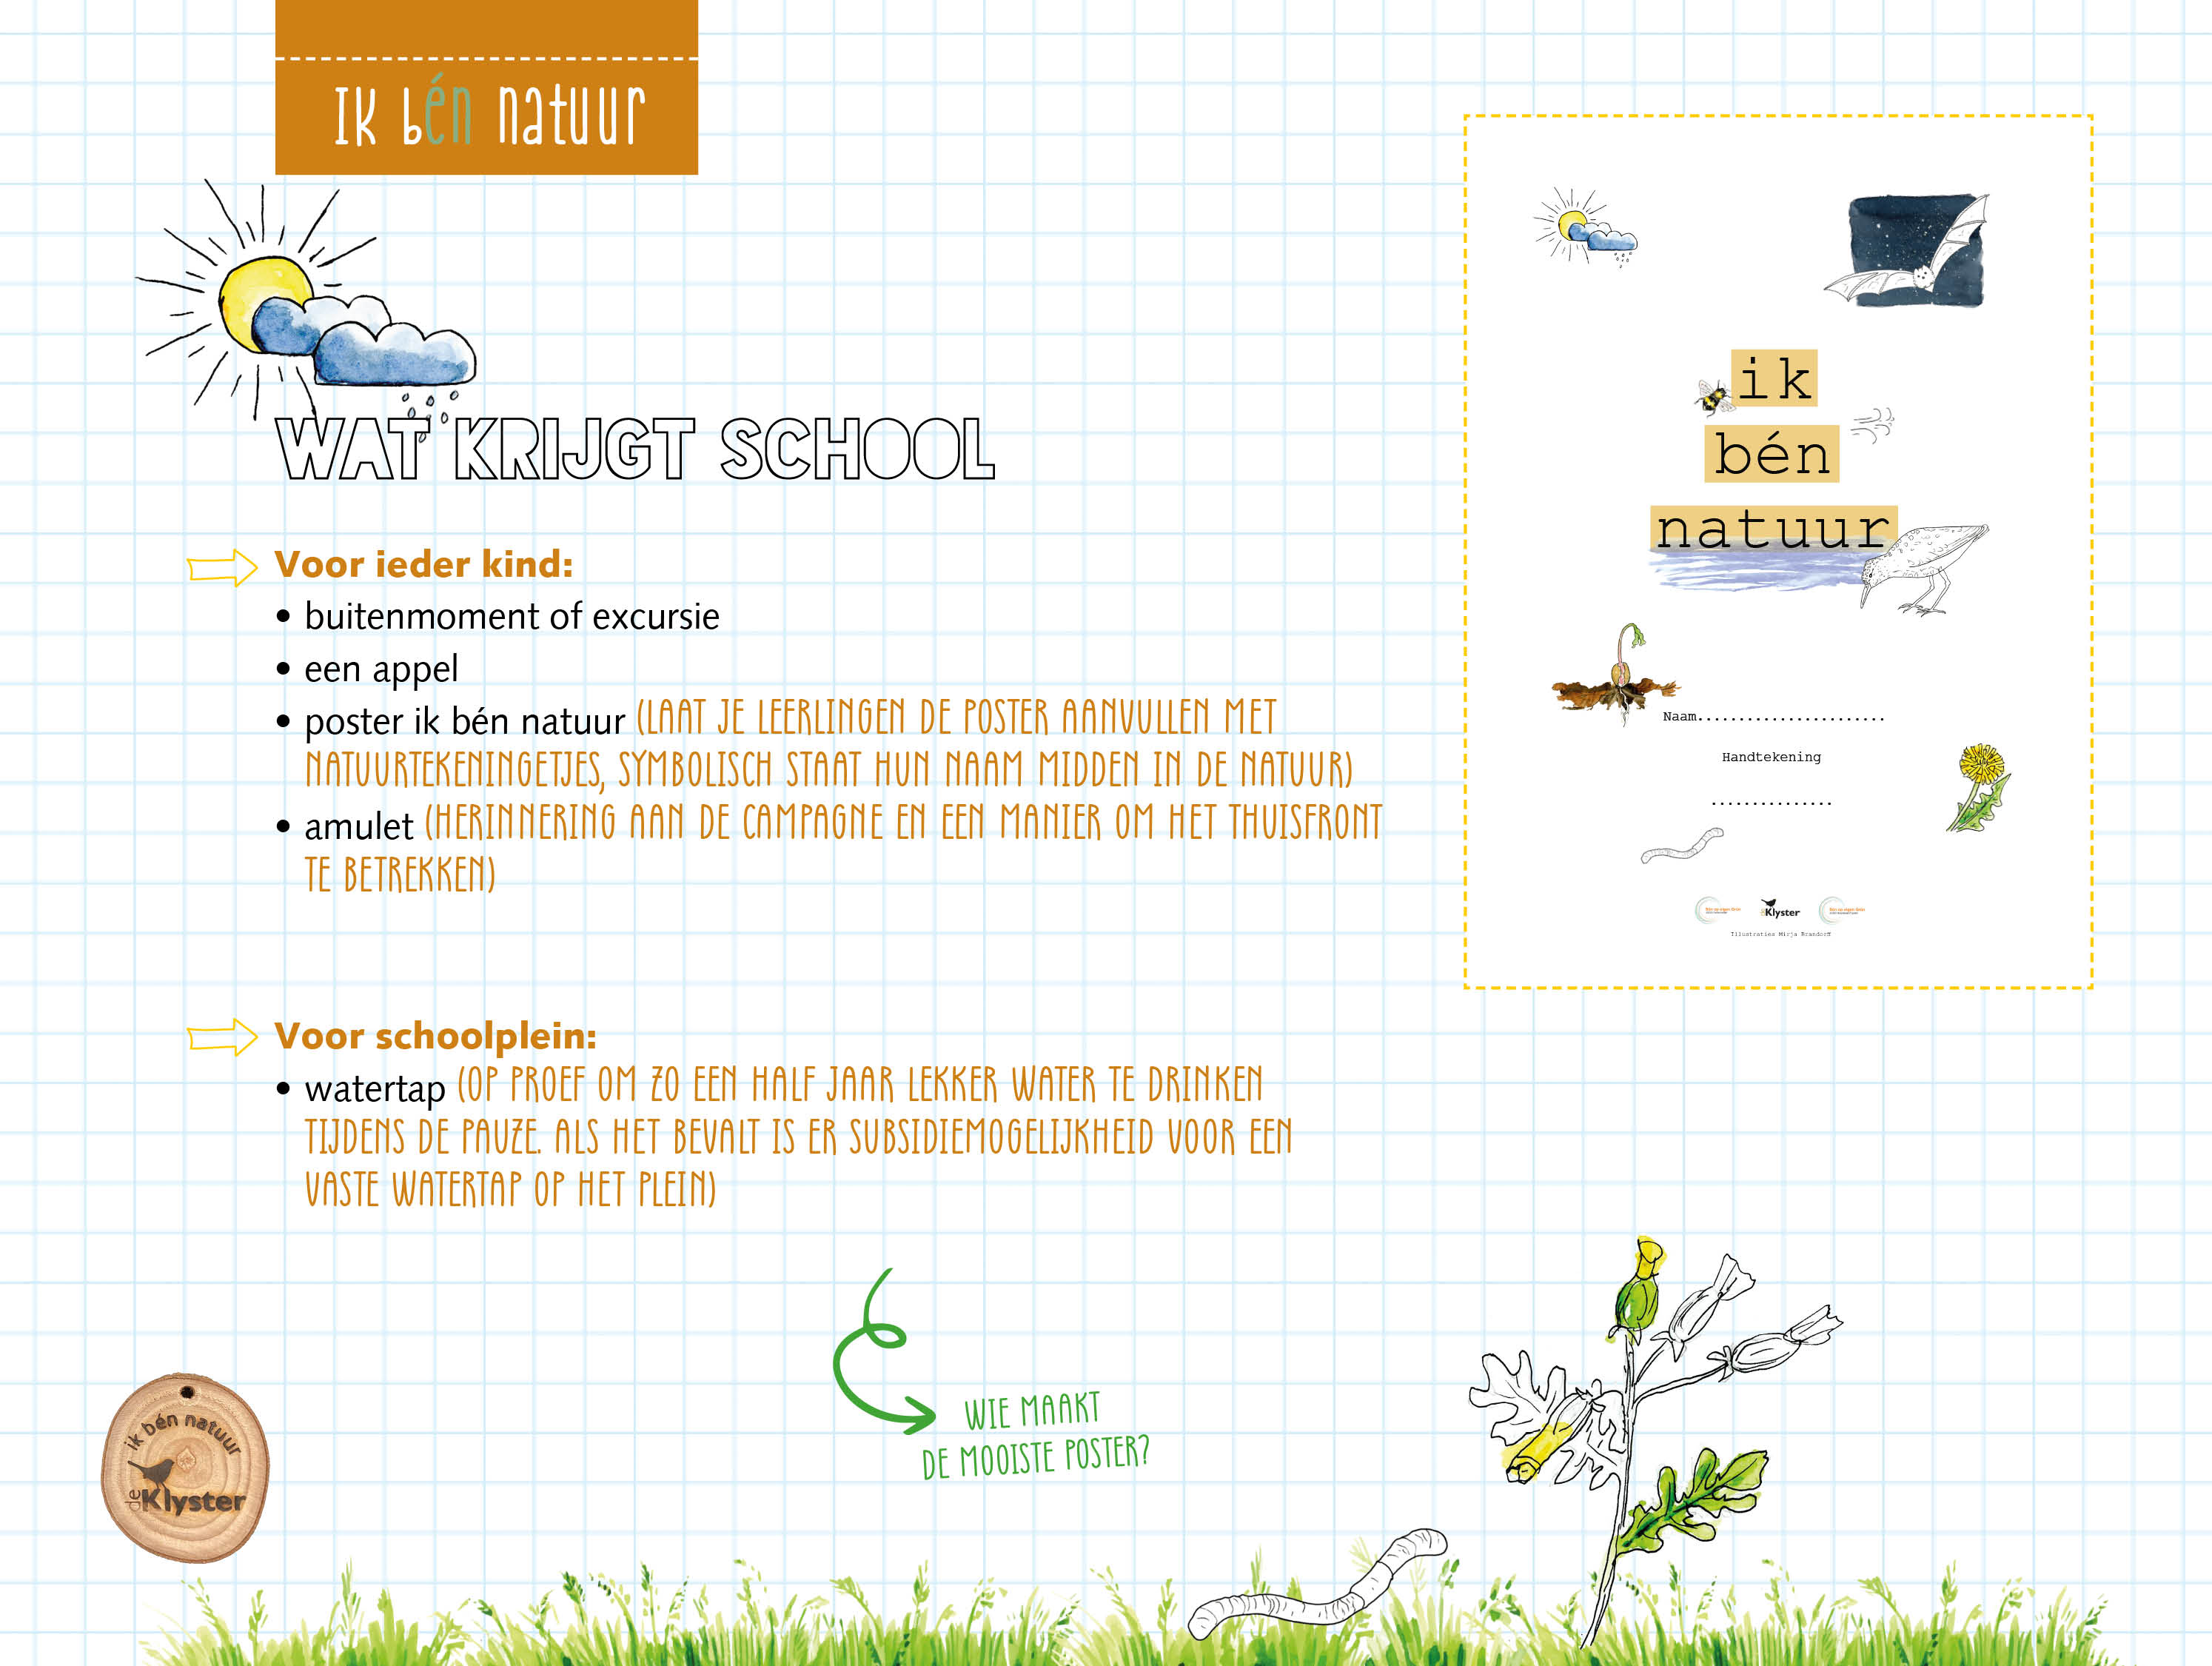 Ik bén natuur
WAT KRIJGT SCHOOL
Voor ieder kind:
• buitenmoment of excursie
• een appel
• poster ik bén natuur (LAAT JE LEERLINGEN DE POSTER AANVULLEN MET
NATUURTEKENINGETJES, SYMBOLISCH STAAT HUN NAAM MIDDEN IN DE NATUUR)
• amulet (HERINNERING AAN DE CAMPAGNE EN EEN MANIER OM HET THUISFRONT
TE BETREKKEN)
Voor schoolplein:
• watertap (OP PROEF OM ZO EEN HALF JAAR LEKKER WATER TE DRINKEN
TIJDENS DE PAUZE. ALS HET BEVALT IS ER SUBSIDIEMOGELIJKHEID VOOR EEN
VASTE WATERTAP OP HET PLEIN)
WIE MAAKT
DE MOOISTE POSTER?
ik bén natuur
de Klyster
ik
bén
natuur
Naam.......................
Handtekening
...............
Klyster
Illustraties Mirja Brandorff